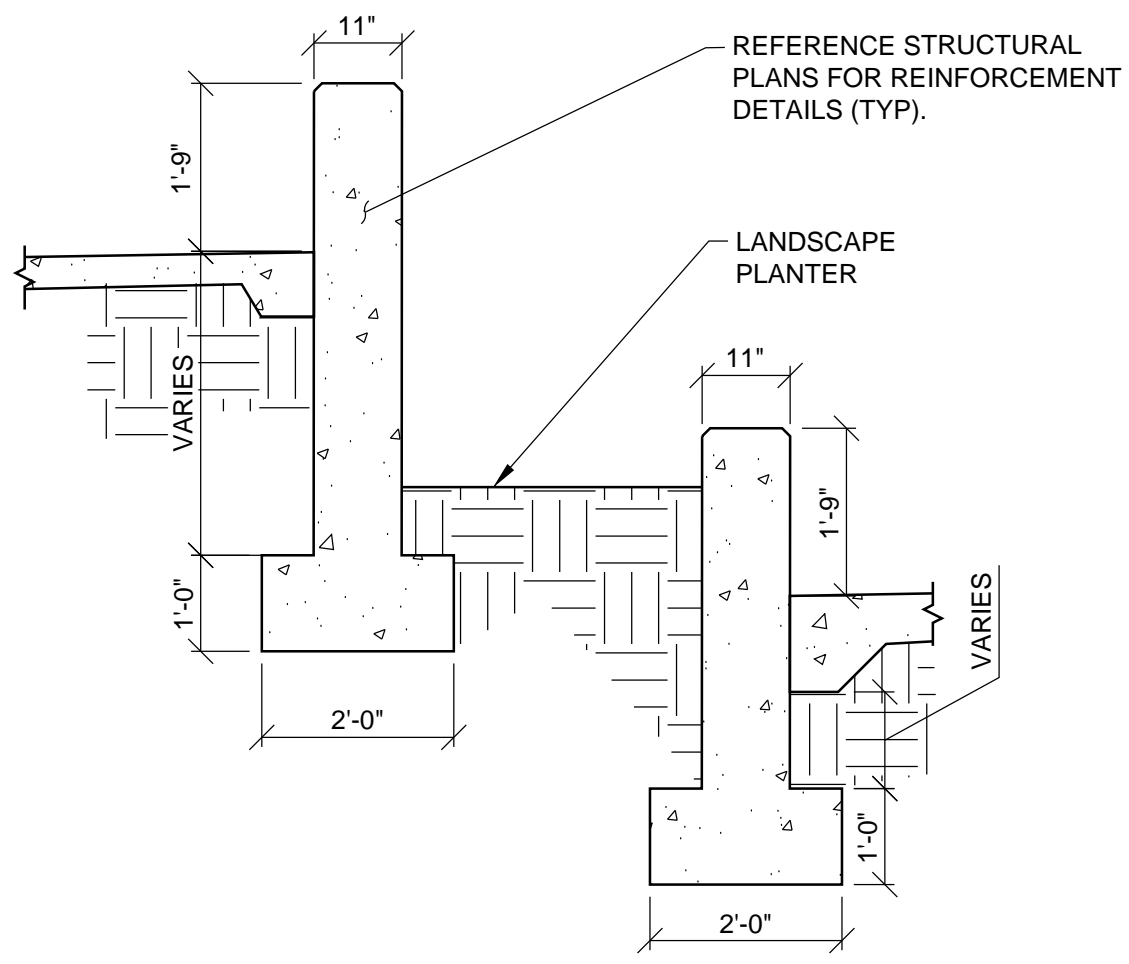 11"
REFERENCE STRUCTURAL
PLANS FOR REINFORCEMENT
DETAILS (TYP).
1'-9"
LANDSCAPE
PLANTER
11"
VARIES
1'-9"
1'-0"
VARIES
2'-0"
1'-0"
2'-0"